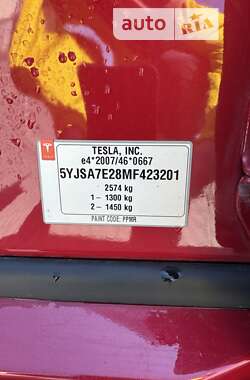 auto
RIA
TESLA, INC.
e4*2007/46*0667
5YJSA7E28MF423201
2574 kg
1 - 1300 kg
2 - 1450 kg
PAINT CODE: PPMR